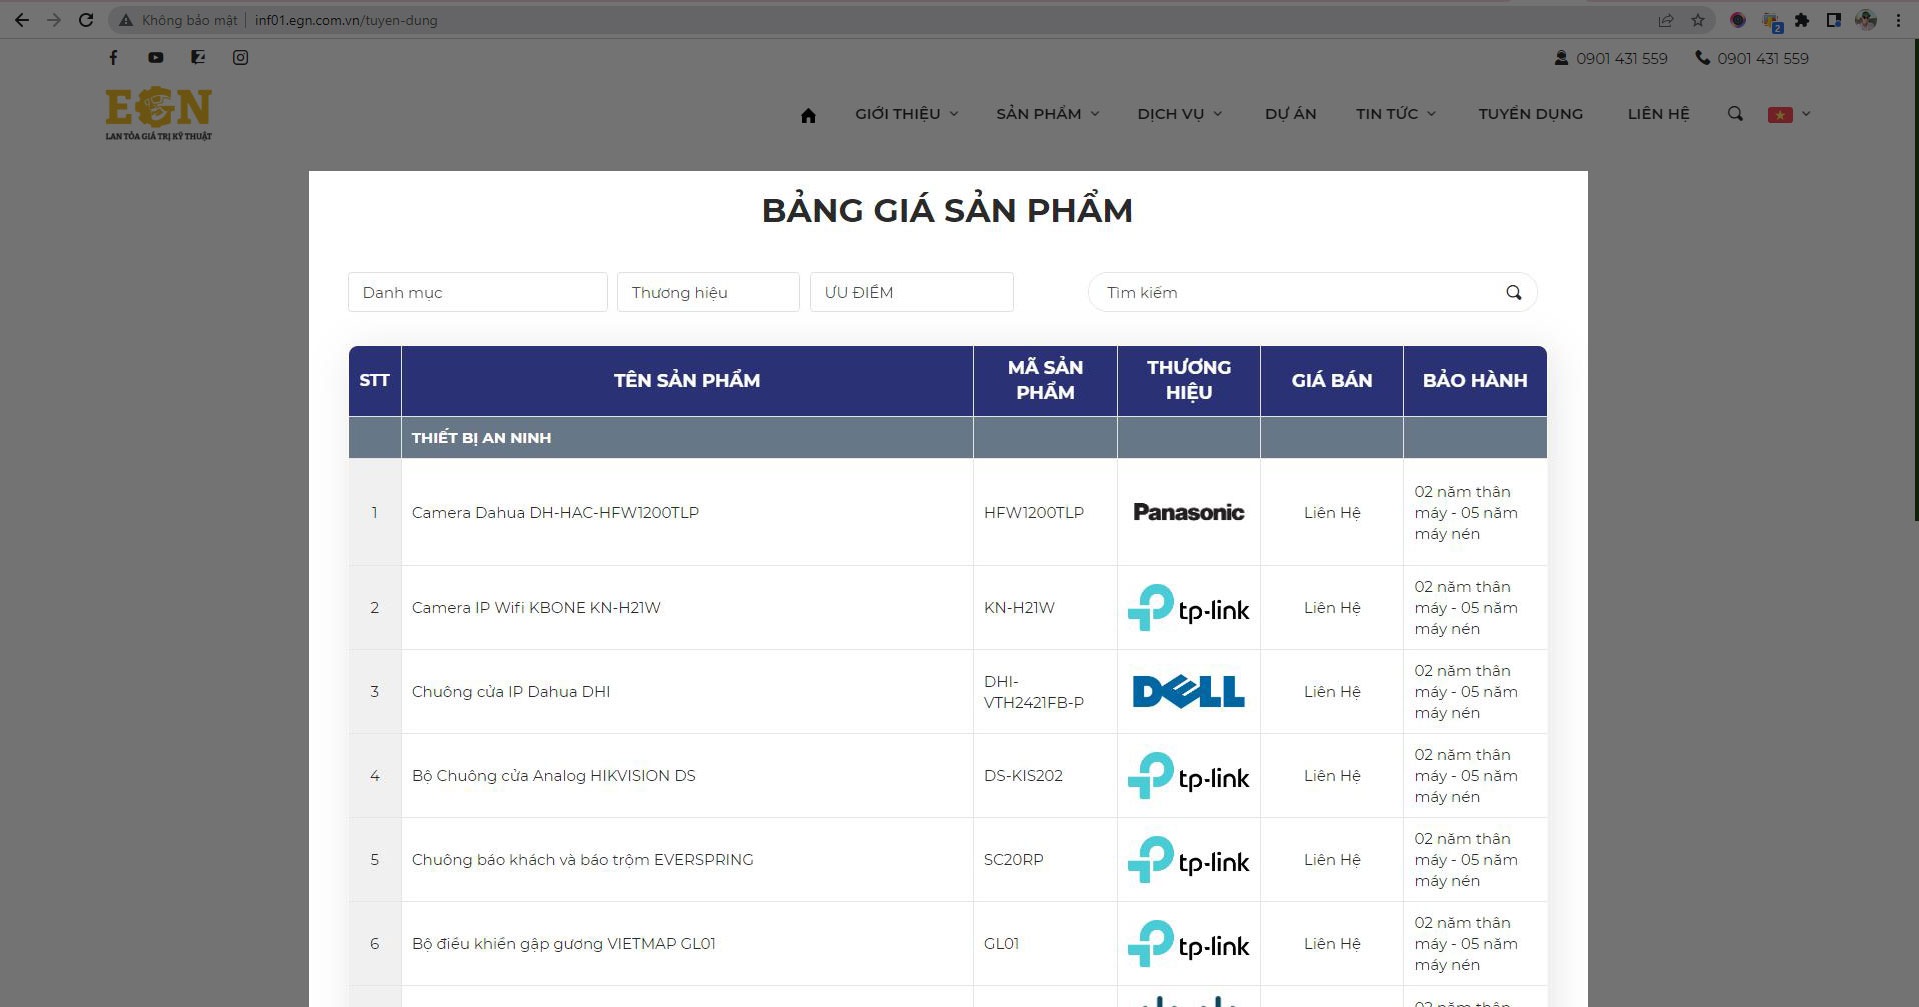 Không bảo mật
inf01.egn.com.vn/tuyen-dung
2
0901 431 559
0901 431 559
EGN
LAN TỎA GIÁ TRỊ KỸ THUẬT
GIỚI THIỆU
SẢN PHẨM
DỊCH VỤ
DỰ ÁN
TIN TỨC
TUYỂN DỤNG
LIÊN HỆ
BẢNG GIÁ SẢN PHẨM
Danh mục
Thương hiệu
ƯU ĐIỂM
Tìm kiếm
STT
TÊN SẢN PHẨM
MÃ SẢN
PHẨM
THƯƠNG
HIỆU
GIÁ BÁN
BẢO HÀNH
THIẾT BỊ AN NINH
1
Camera Dahua DH-HAC-HFW1200TLP
HFW1200TLP
Panasonic
Liên Hệ
02 năm thân
máy - 05 năm
máy nén
2
Camera IP Wifi KBONE KN-H21W
KN-H21W
tp-link
Liên Hệ
02 năm thân
máy - 05 năm
máy nén
3
Chuông cửa IP Dahua DHI
DHI-
VTH2421FB-P
DELL
Liên Hệ
02 năm thân
máy - 05 năm
máy nén
4
Bộ Chuông cửa Analog HIKVISION DS
DS-KIS202
tp-link
Liên Hệ
02 năm thân
máy - 05 năm
máy nén
5
Chuông báo khách và báo trộm EVERSPRING
SC20RP
tp-link
Liên Hệ
02 năm thân
máy - 05 năm
máy nén
6
Bộ điều khiển gập gương VIETMAP GL01
GL01
tp-link
Liên Hệ
02 năm thân
máy - 05 năm
máy nén
02 năm thân